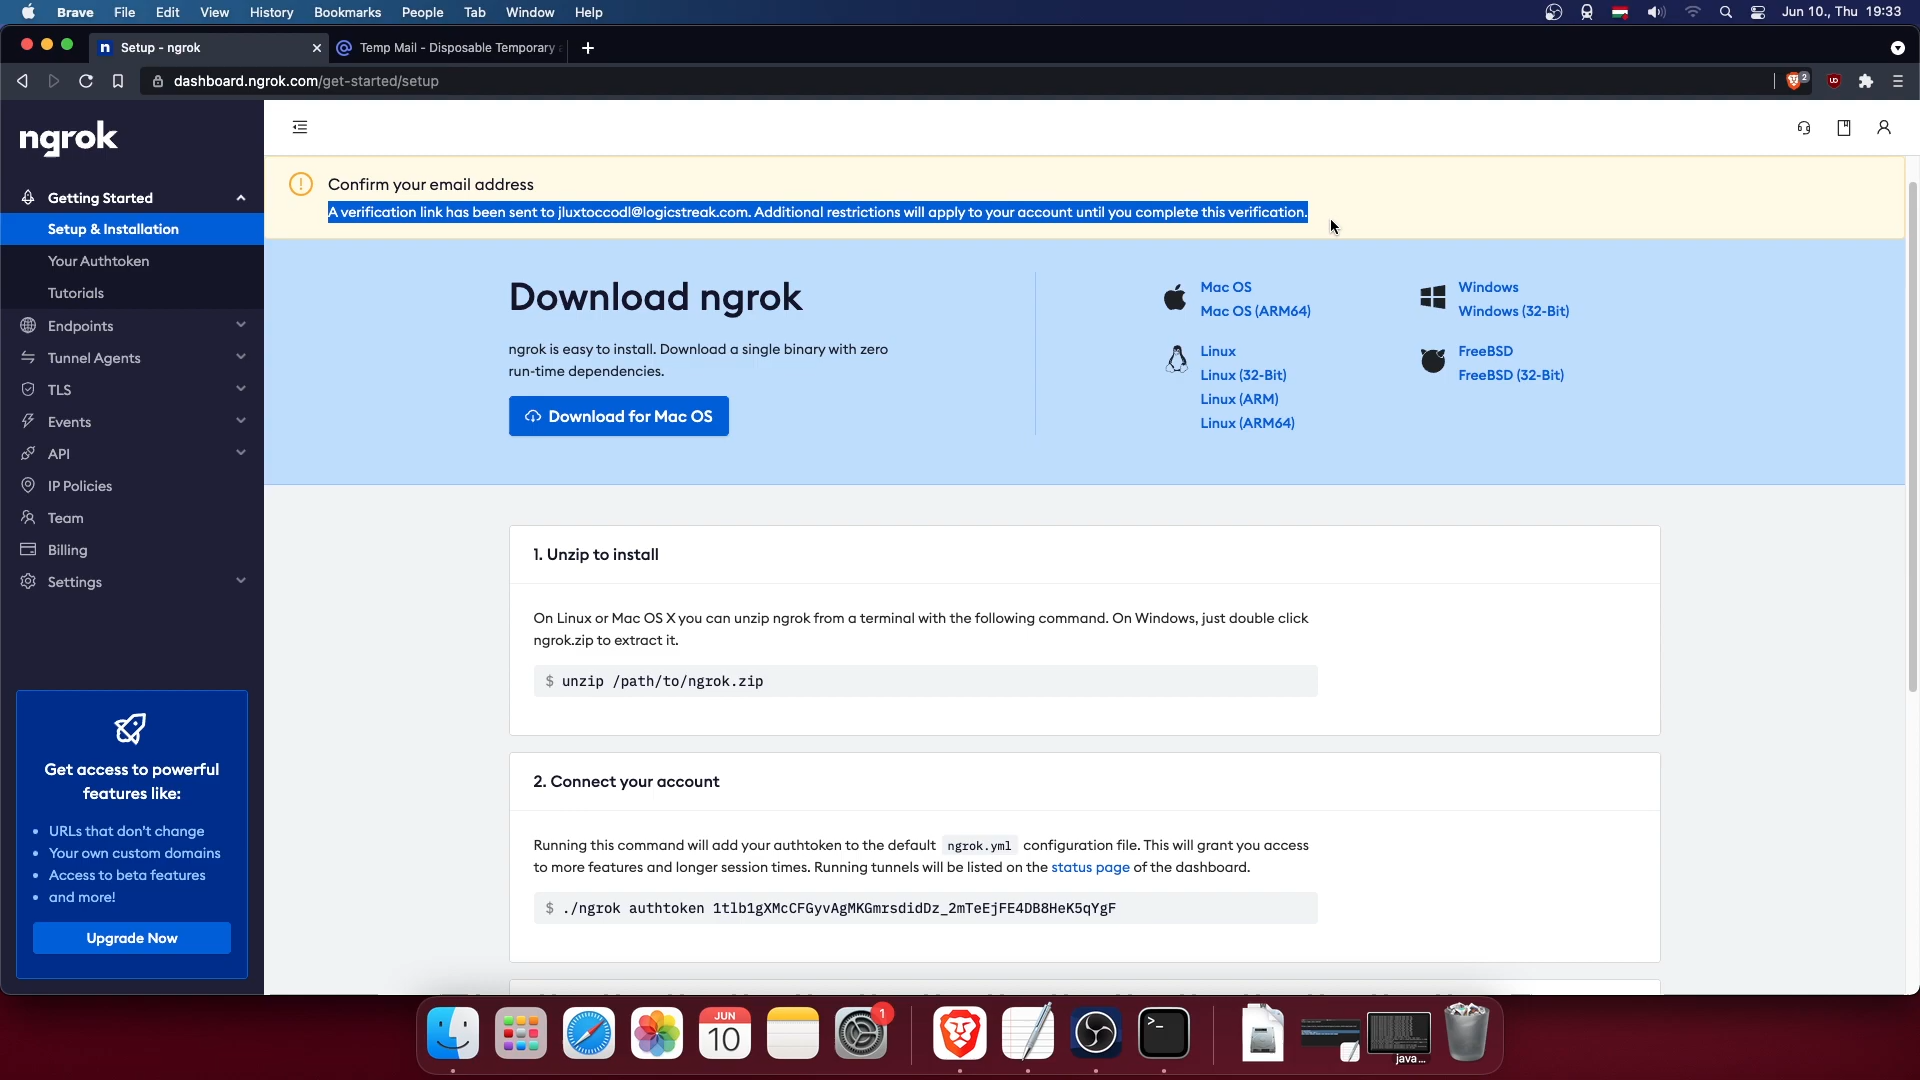 Brave File Edit View History Bookmarks People Tab Window Help
Jun 10., Thu 19:33
Setup - ngrok
Temp Mail - Disposable Temporary
dashboard.ngrok.com/get-started/setup
2
ngrok
Getting Started
Setup & Installation
Your Authtoken
Tutorials
Endpoints
Tunnel Agents
TLS
Events
API
IP Policies
Team
Billing
Settings
Get access to powerful
features like:
• URLs that don't change
• Your own custom domains
• Access to beta features
• and more!
Upgrade Now
Confirm your email address
A verification link has been sent to jluxtoccodl@logicstreak.com. Additional restrictions will apply to your account until you complete this verification.
Download ngrok
ngrok is easy to install. Download a single binary with zero
run-time dependencies.
Download for Mac OS
Mac OS
Mac OS (ARM64)
Linux
Linux (32-Bit)
Linux (ARM)
Linux (ARM64)
Windows
Windows (32-Bit)
FreeBSD
FreeBSD (32-Bit)
1. Unzip to install
On Linux or Mac OS X you can unzip ngrok from a terminal with the following command. On Windows, just double click
ngrok.zip to extract it.
$ unzip /path/to/ngrok.zip
2. Connect your account
Running this command will add your authtoken to the default ngrok.yml configuration file. This will grant you access
to more features and longer session times. Running tunnels will be listed on the status page of the dashboard.
$ ./ngrok authtoken 1tlb1gXMcCFGyvAgMKGmrsdidDz_2mTeEjFE4DB8HeK5qYgF
JUN
10
1
>_
java...